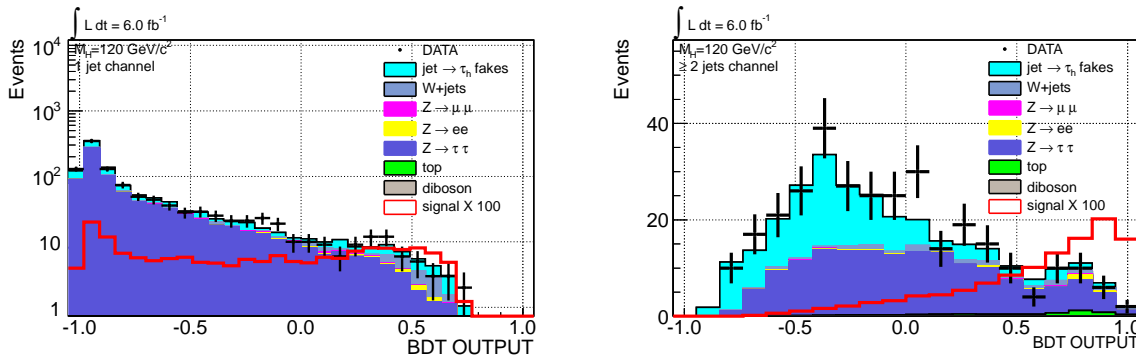 ∫ L dt = 6.0 fb⁻¹
M_H=120 GeV/c²
1 jet channel
Events
10⁴
10³
10²
10
1
DATA
jet → τ_h fakes
W+jets
Z → μ μ
Z → ee
Z → τ τ
top
diboson
signal X 100
-1.0 -0.5 0.0 0.5 1.0
BDT OUTPUT
∫ L dt = 6.0 fb⁻¹
M_H=120 GeV/c²
≥ 2 jets channel
Events
60
40
20
0
DATA
jet → τ_h fakes
W+jets
Z → μ μ
Z → ee
Z → τ τ
top
diboson
signal X 100
-1.0 -0.5 0.0 0.5 1.0
BDT OUTPUT